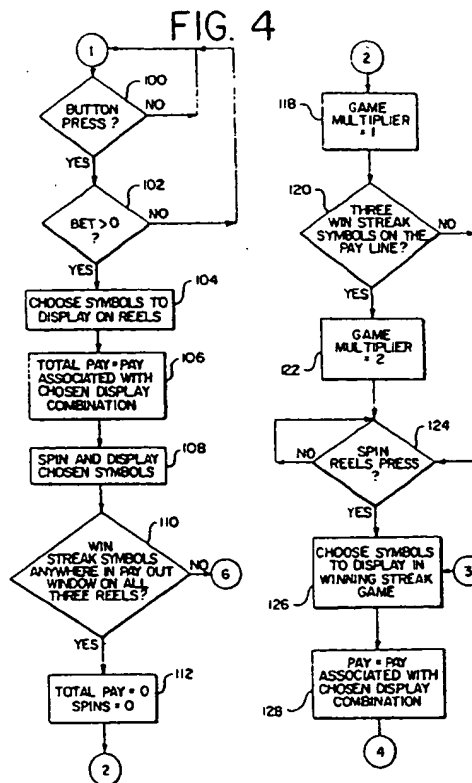 FIG. 4
1
100
BUTTON
PRESS ?
NO
YES
102
BET > 0
?
NO
YES
104
CHOOSE SYMBOLS TO
DISPLAY ON REELS
106
TOTAL PAY = PAY
ASSOCIATED WITH
CHOSEN DISPLAY
COMBINATION
108
SPIN AND DISPLAY
CHOSEN SYMBOLS
110
WIN
STREAK SYMBOLS
ANYWHERE IN PAY OUT
WINDOW ON ALL
THREE REELS?
NO
6
YES
112
TOTAL PAY = 0
SPINS = 0
2
2
118
GAME
MULTIPLIER
= 1
120
THREE
WIN STREAK
SYMBOLS ON THE
PAY LINE?
NO
YES
GAME
MULTIPLIER
= 2
122
124
SPIN
REELS PRESS
?
NO
YES
CHOOSE SYMBOLS
TO DISPLAY IN
WINNING STREAK
GAME
126
3
PAY = PAY
ASSOCIATED WITH
CHOSEN DISPLAY
COMBINATION
128
4